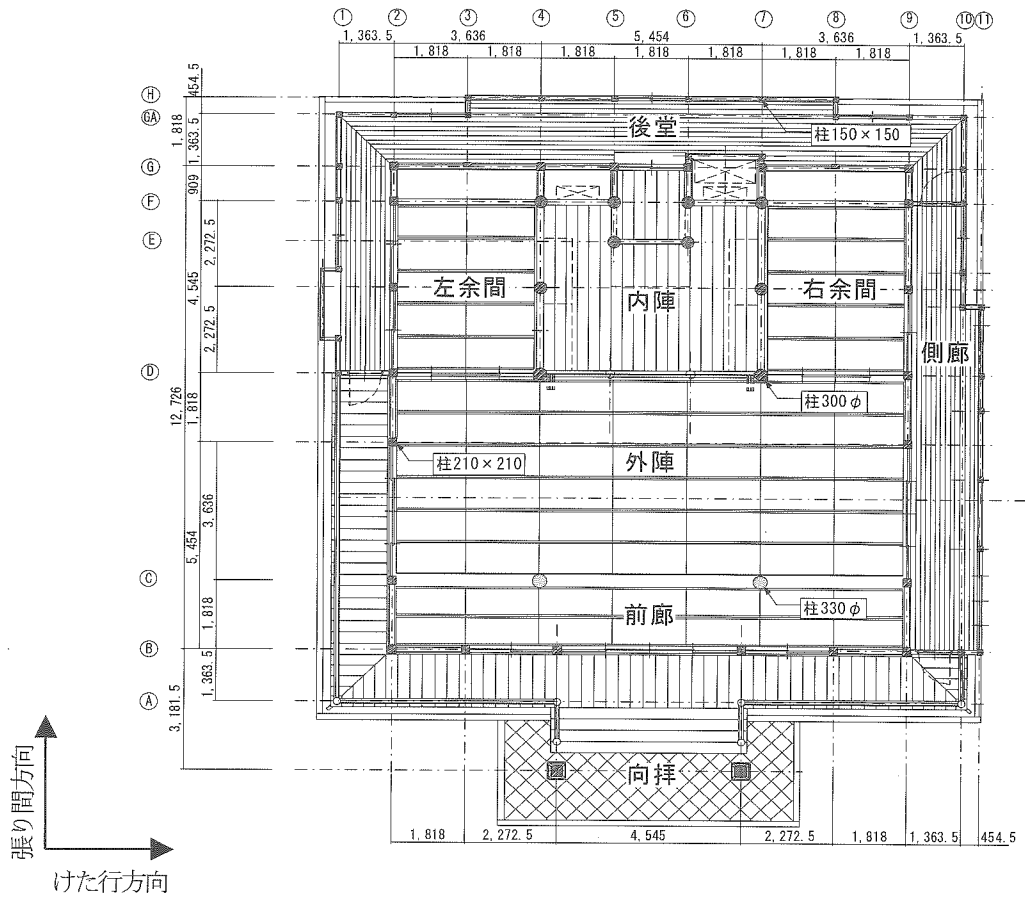 ① ② ③ ④ ⑤ ⑥ ⑦ ⑧ ⑨ ⑩ ⑪
1,363.5 3,636 5,454 3,636 1,363.5
1,818 1,818 1,818 1,818 1,818 1,818 1,818
Ⓗ
454.5
GA
1,818
1,363.5
後堂
柱150×150
Ⓖ
909
Ⓕ
Ⓔ
2,272.5
4,545
2,272.5
左余間
内陣
右余間
側廊
Ⓓ
柱300φ
12,726
1,818
柱210×210
外陣
3,636
5,454
Ⓒ
1,818
前廊
柱330φ
Ⓑ
1,363.5
Ⓐ
3,181.5
向拝
1,818 2,272.5 4,545 2,272.5 1,818 1,363.5 454.5
張り間方向
けた行方向